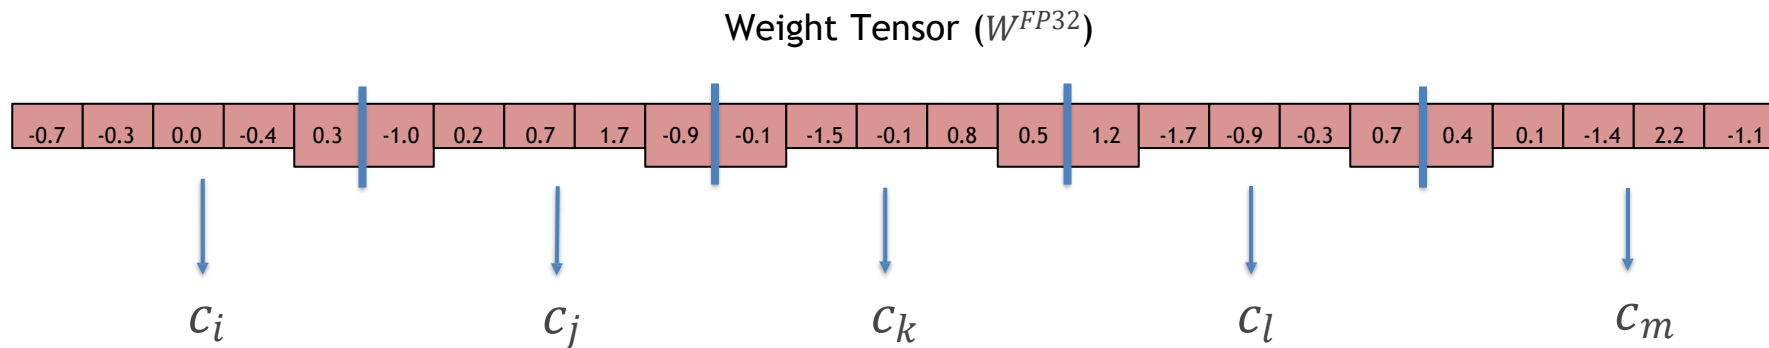 Weight Tensor (W^{FP32})
-0.7 -0.3 0.0 -0.4 0.3 -1.0 0.2 0.7 1.7 -0.9 -0.1 -1.5 -0.1 0.8 0.5 1.2 -1.7 -0.9 -0.3 0.7 0.4 0.1 -1.4 2.2 -1.1
c_i c_j c_k c_l c_m